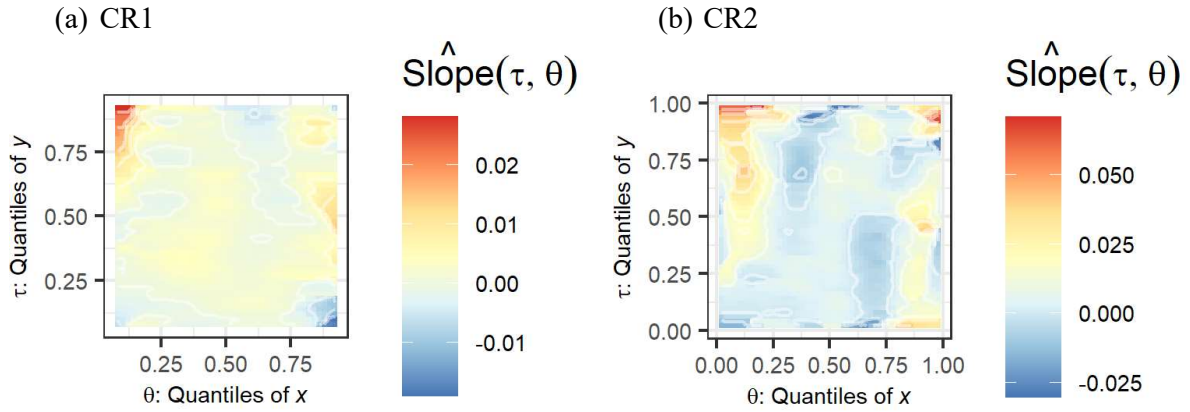 (a) CR1
Slôpe(τ, θ)
τ: Quantiles of y
0.75
0.50
0.25
0.25 0.50 0.75
θ: Quantiles of x
0.02
0.01
0.00
-0.01
(b) CR2
Slôpe(τ, θ)
τ: Quantiles of y
1.00
0.75
0.50
0.25
0.00
0.00 0.25 0.50 0.75 1.00
θ: Quantiles of x
0.050
0.025
0.000
-0.025